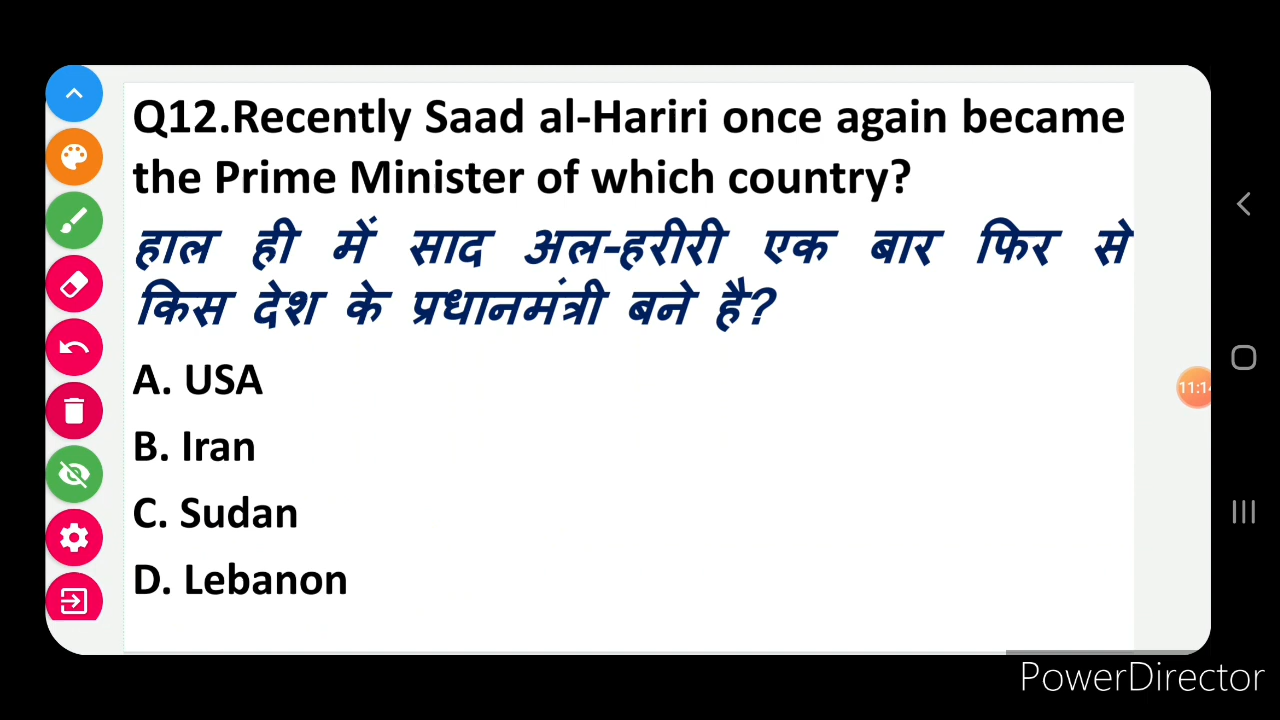 Q12.Recently Saad al-Hariri once again became
the Prime Minister of which country?
हाल ही में साद अल-हरीरी एक बार फिर से
किस देश के प्रधानमंत्री बने है?
A. USA
B. Iran
C. Sudan
D. Lebanon
PowerDirector